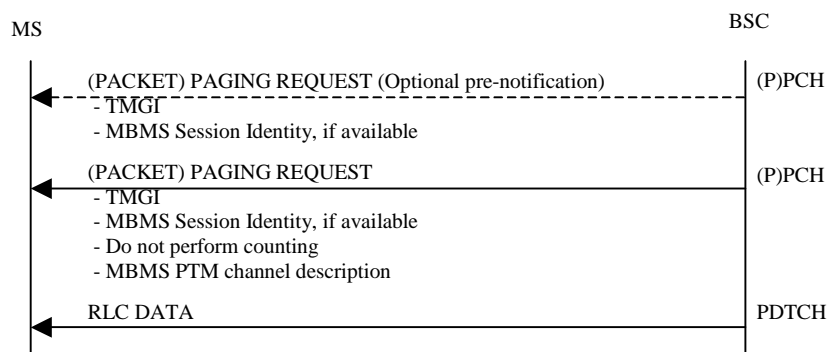 MS
BSC
(PACKET) PAGING REQUEST (Optional pre-notification)
(P)PCH
- TMGI
- MBMS Session Identity, if available
(PACKET) PAGING REQUEST
(P)PCH
- TMGI
- MBMS Session Identity, if available
- Do not perform counting
- MBMS PTM channel description
RLC DATA
PDTCH